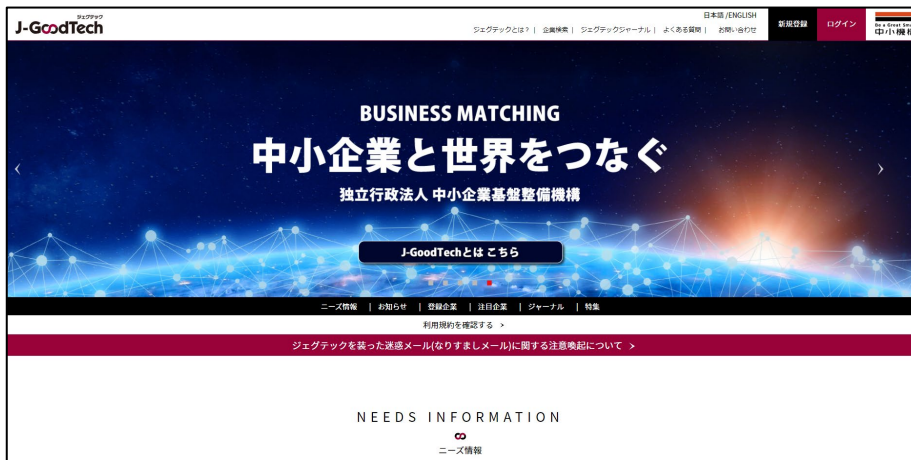 ジェグテック
J-GoodTech
日本語 /ENGLISH
ジェグテックとは？ | 企業検索 | ジェグテックジャーナル | よくある質問 | お問い合わせ
新規登録
ログイン
中小機
BUSINESS MATCHING
中小企業と世界をつなぐ
独立行政法人 中小企業基盤整備機構
J-GoodTechとは こちら
ニーズ情報 | お知らせ | 登録企業 | 注目企業 | ジャーナル | 特集
利用規約を確認する >
ジェグテックを装った迷惑メール(なりすましメール)に関する注意喚起について >
NEEDS INFORMATION
ニーズ情報